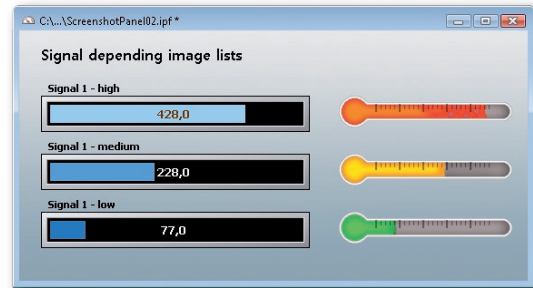 C:\...\ScreenshotPanel02.ipf *
Signal depending image lists
Signal 1 - high
428,0
Signal 1 - medium
228,0
Signal 1 - low
77,0